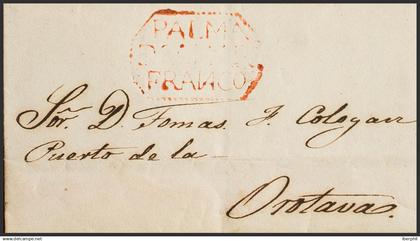 PALMA
FRANCO
Sor. D. Tomas. F. Cologan
Puerto de la
Orotava.